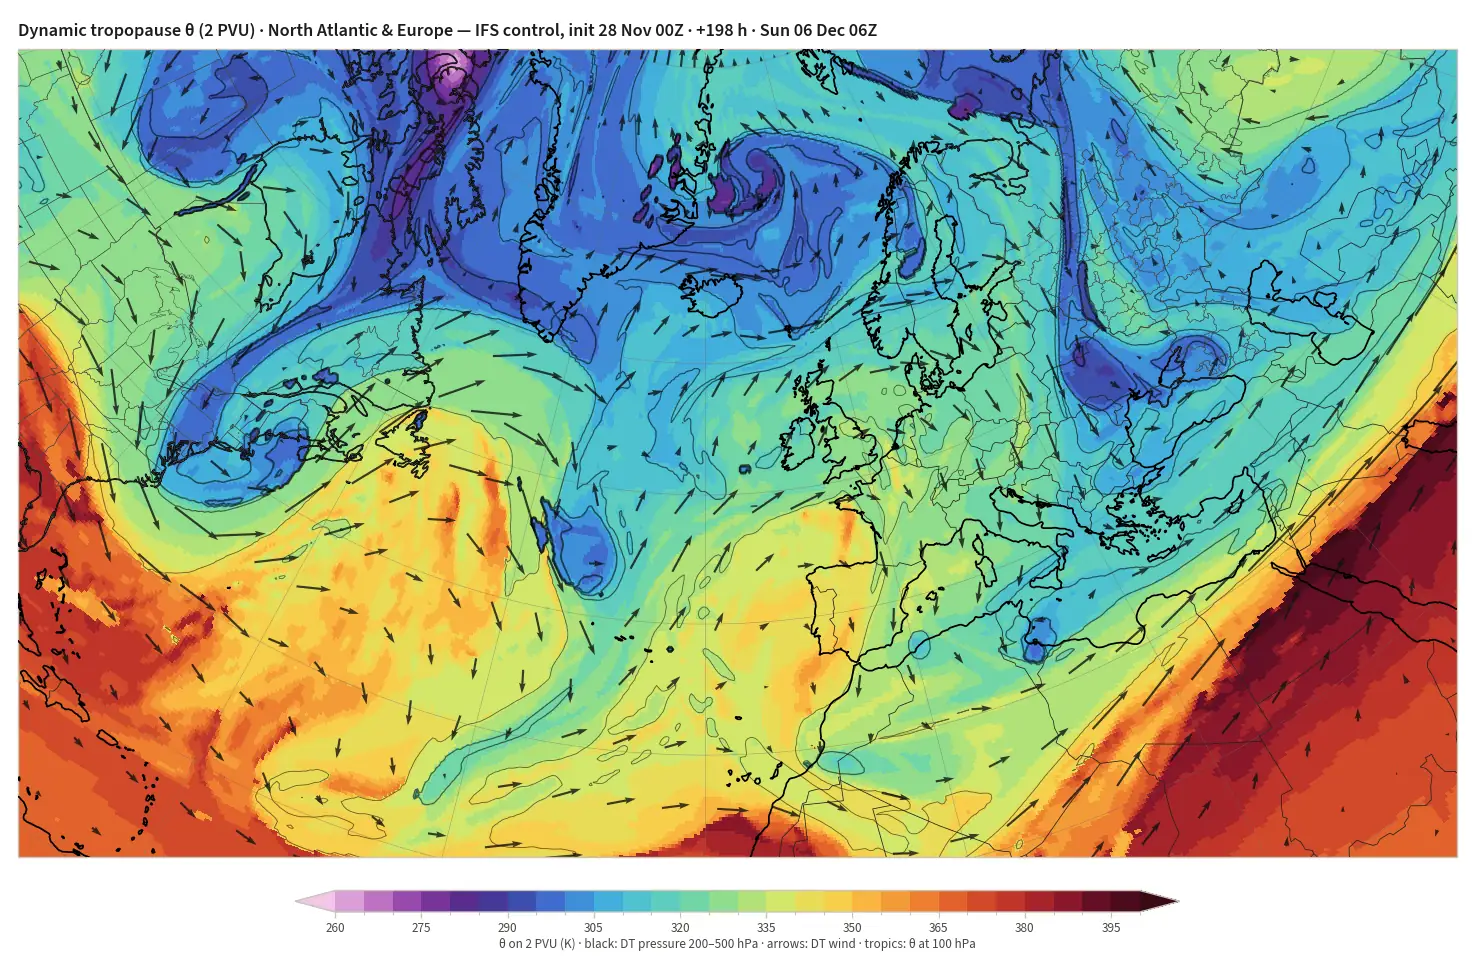 Dynamic tropopause θ (2 PVU) · North Atlantic & Europe — IFS control, init 28 Nov 00Z · +198 h · Sun 06 Dec 06Z
260 275 290 305 320 335 350 365 380 395
θ on 2 PVU (K) · black: DT pressure 200–500 hPa · arrows: DT wind · tropics: θ at 100 hPa